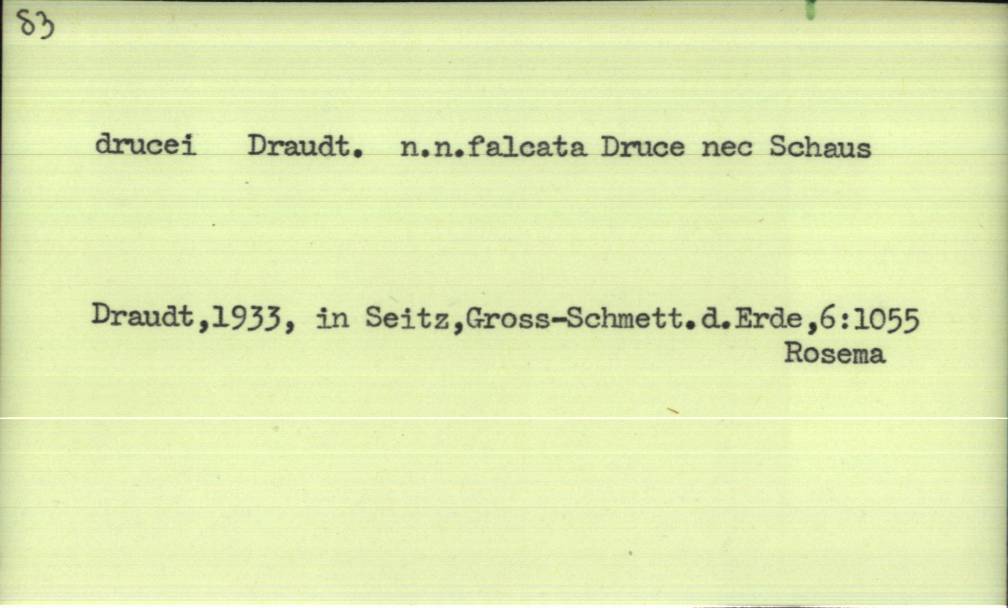 83
drucei Draudt. n.n.falcata Druce nec Schaus
Draudt,1933, in Seitz,Gross-Schmett.d.Erde,6:1055
Rosema